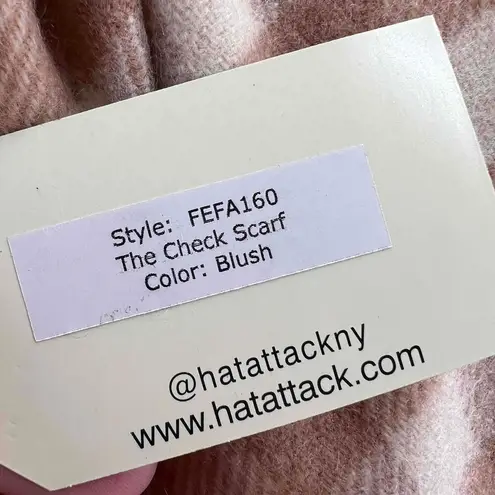 Style: FEFA160
The Check Scarf
Color: Blush
@hatattackny
www.hatattack.com